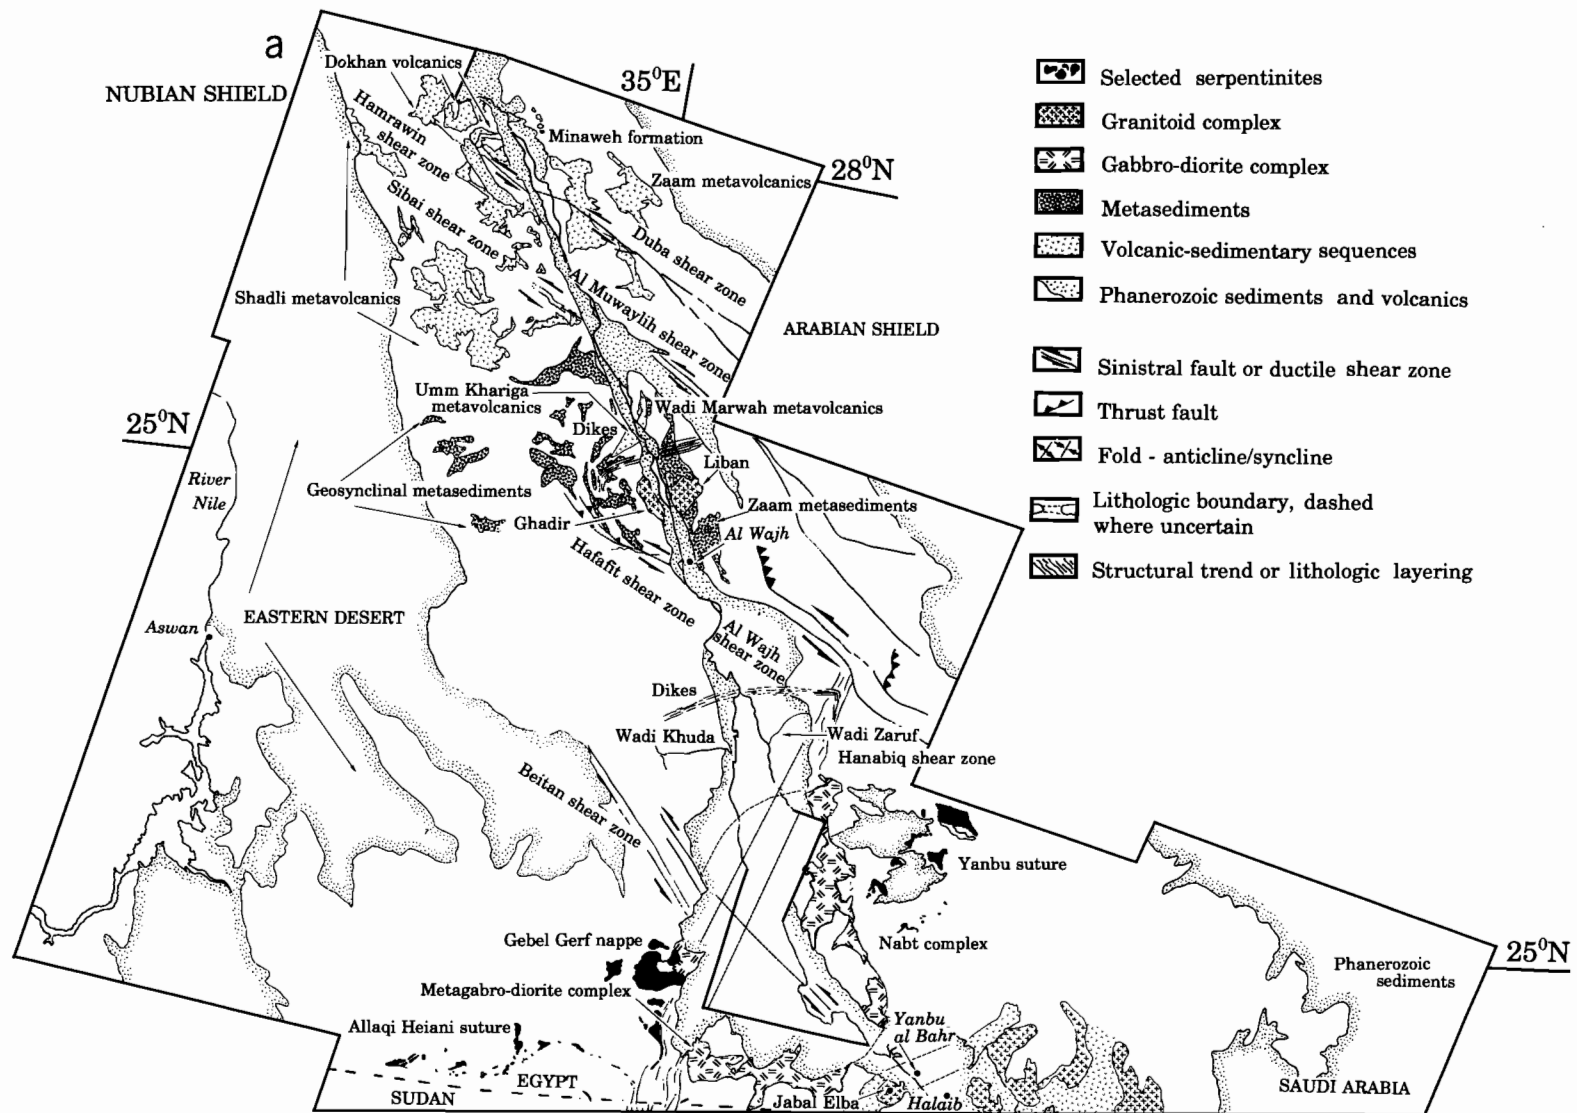 a
NUBIAN SHIELD
Dokhan volcanics
35⁰E
Hamrawin
shear zone
Minaweh formation
28⁰N
Zaam metavolcanics
Sibai shear zone
Duba shear zone
Al Muwaylih shear zone
Shadli metavolcanics
ARABIAN SHIELD
Umm Khariga
metavolcanics
Wadi Marwah metavolcanics
25⁰N
Dikes
Liban
River
Nile
Geosynclinal metasediments
Ghadir
Zaam metasediments
Al Wajh
Hafafit shear zone
EASTERN DESERT
Aswan
Al Wajh
shear zone
Dikes
Wadi Khuda
Wadi Zaruf
Hanabiq shear zone
Beitan shear zone
Yanbu suture
Gebel Gerf nappe
Nabt complex
25⁰N
Phanerozoic
sediments
Metagabro-diorite complex
Allaqi Heiani suture
Yanbu
al Bahr
EGYPT
SUDAN
Jabal Elba
Halaib
SAUDI ARABIA
Selected serpentinites
Granitoid complex
Gabbro-diorite complex
Metasediments
Volcanic-sedimentary sequences
Phanerozoic sediments and volcanics
Sinistral fault or ductile shear zone
Thrust fault
Fold - anticline/syncline
Lithologic boundary, dashed
where uncertain
Structural trend or lithologic layering